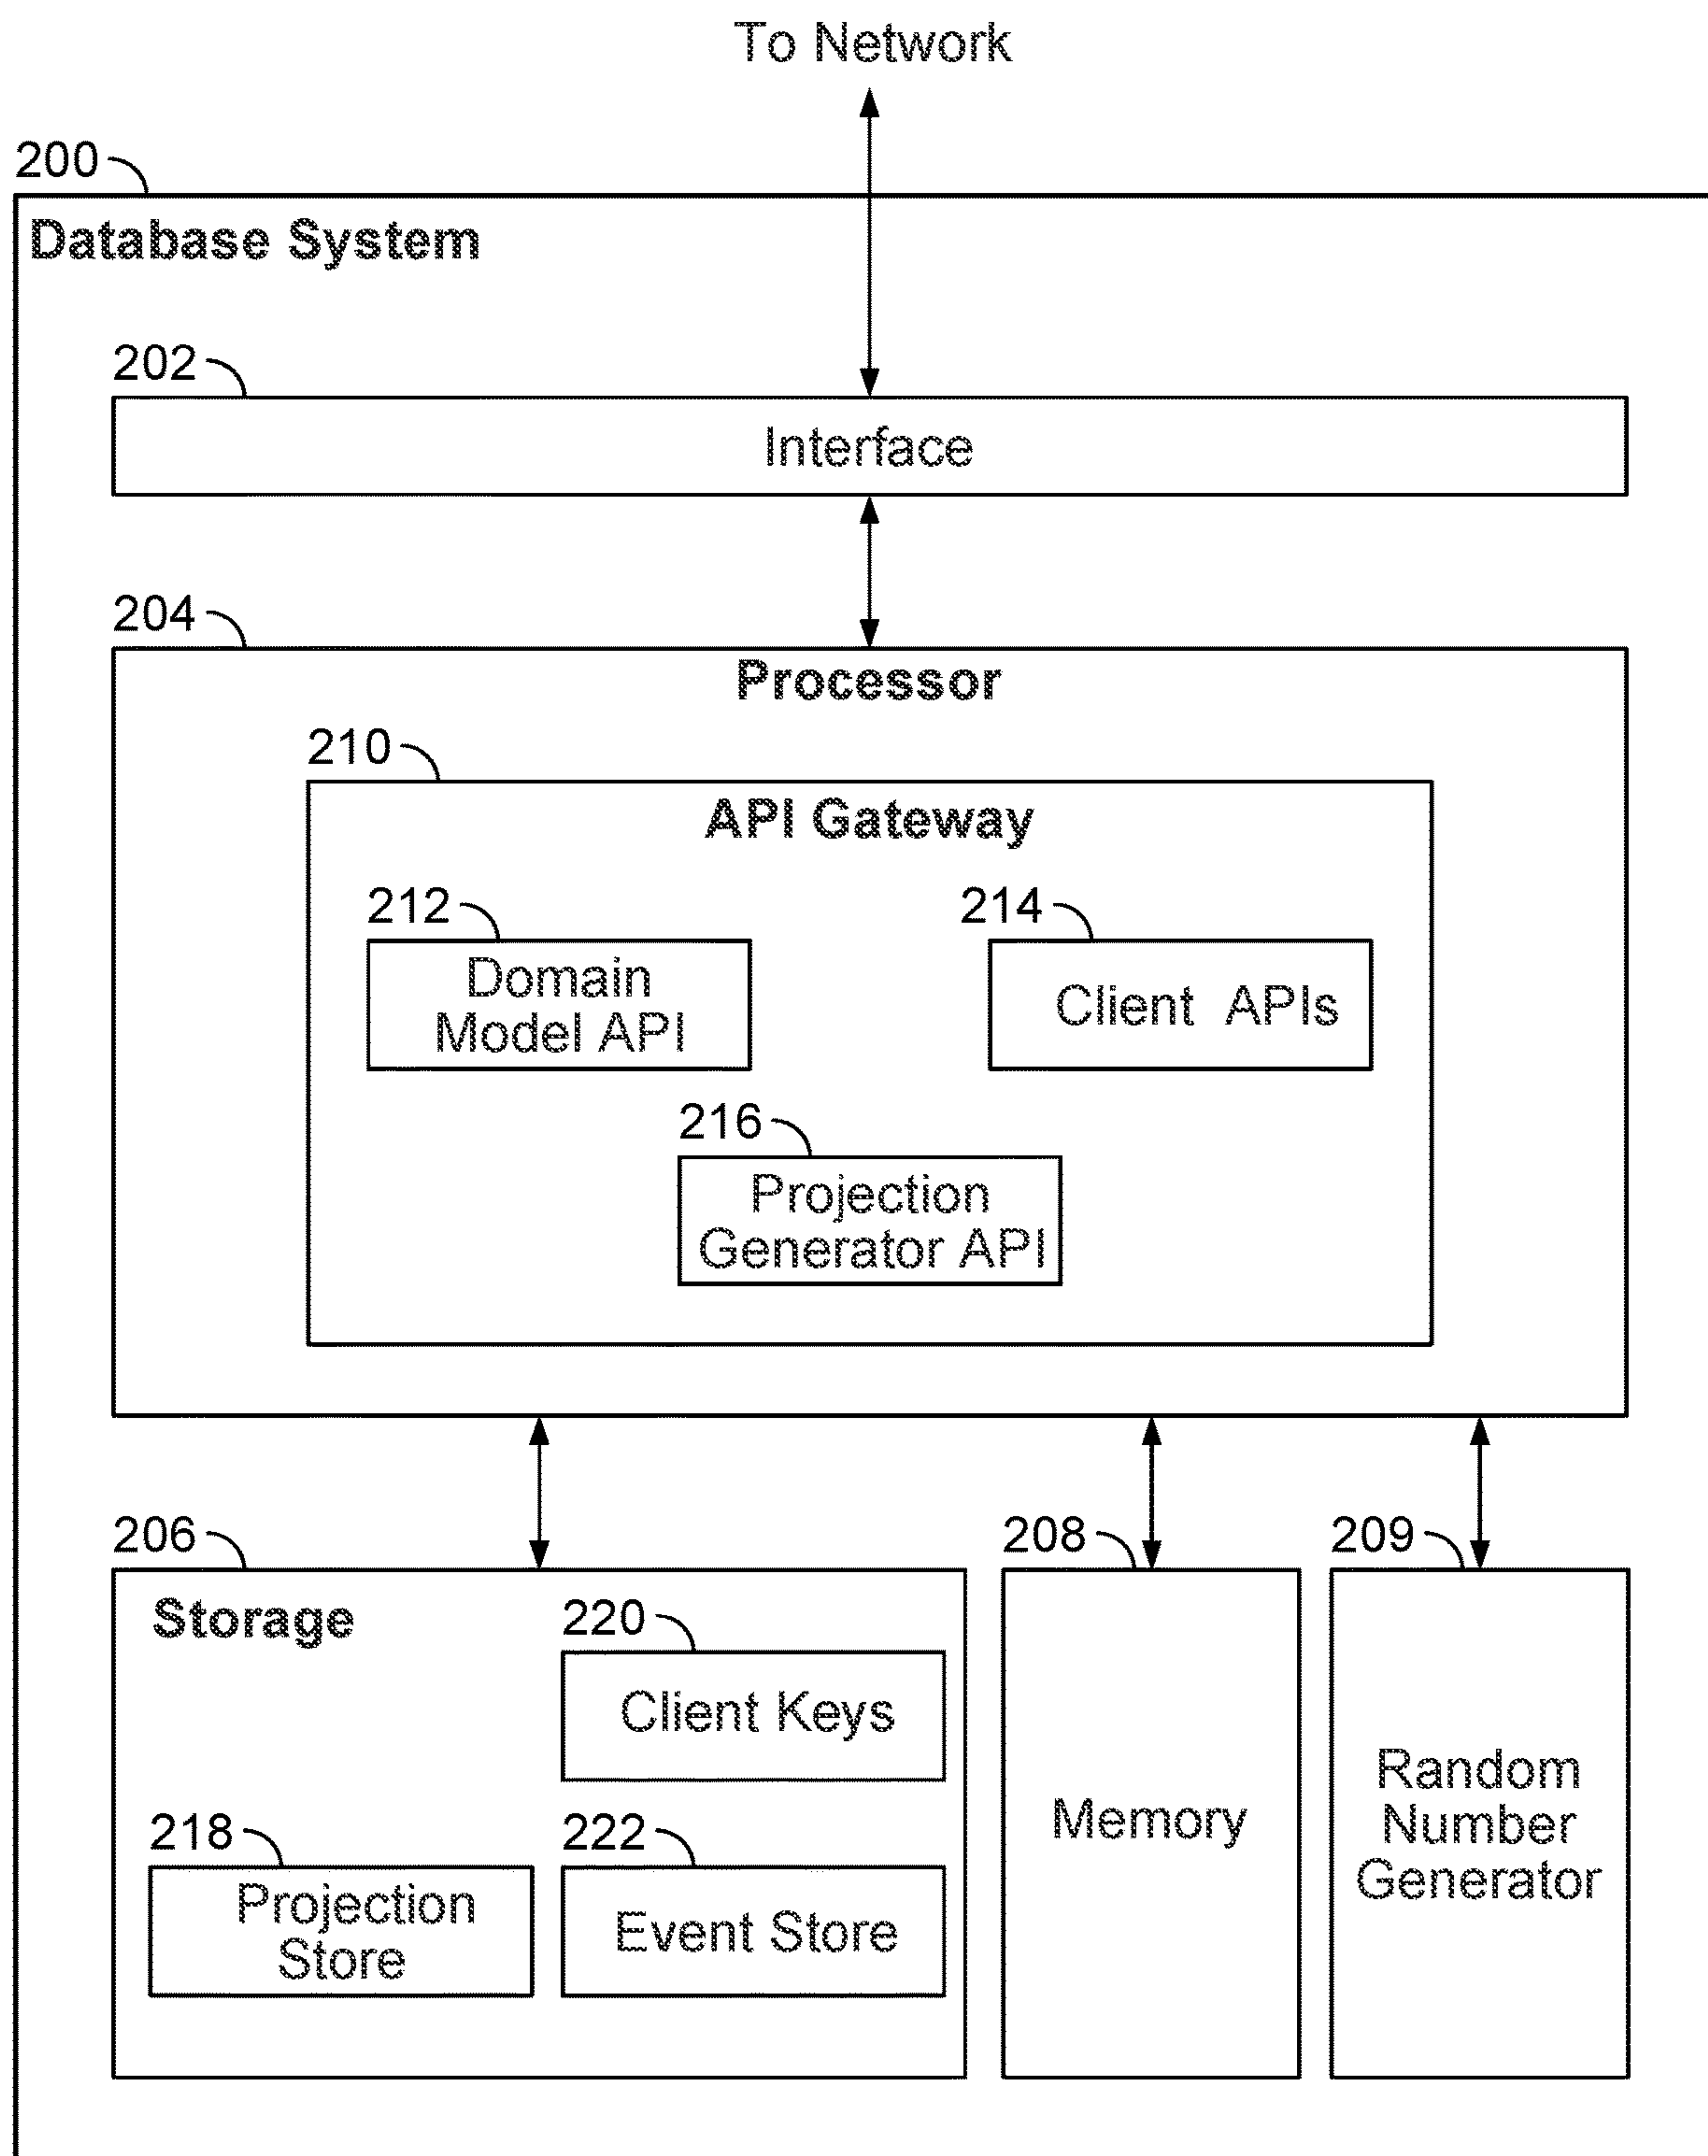 To Network
200
Database System
202
Interface
204
Processor
210
API Gateway
212
214
Domain
Model API
Client APIs
216
Projection
Generator API
206
208
209
Storage
220
Client Keys
218
222
Projection
Store
Event Store
Memory
Random
Number
Generator